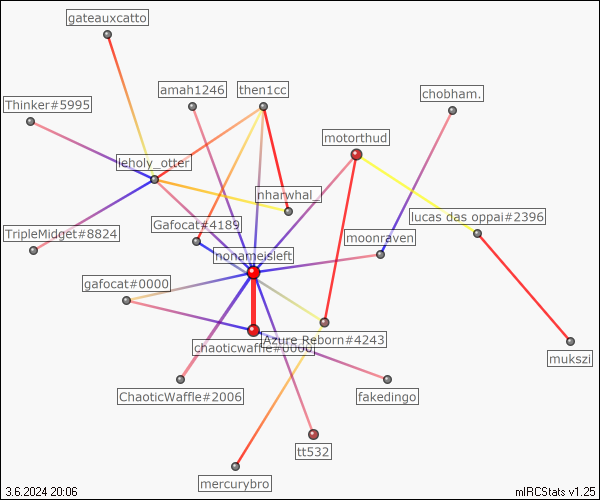 gateauxcatto
Thinker#5995
amah1246
then1cc
chobham.
motorthud
leholy_otter
nharwhal_
lucas das oppai#2396
Gafocat#4189
TripleMidget#8824
moonraven
nonameisleft
gafocat#0000
Azure Reborn#4243
chaoticwaffle#0000
mukszi
ChaoticWaffle#2006
fakedingo
tt532
mercurybro
3.6.2024 20:06
mIRCStats v1.25